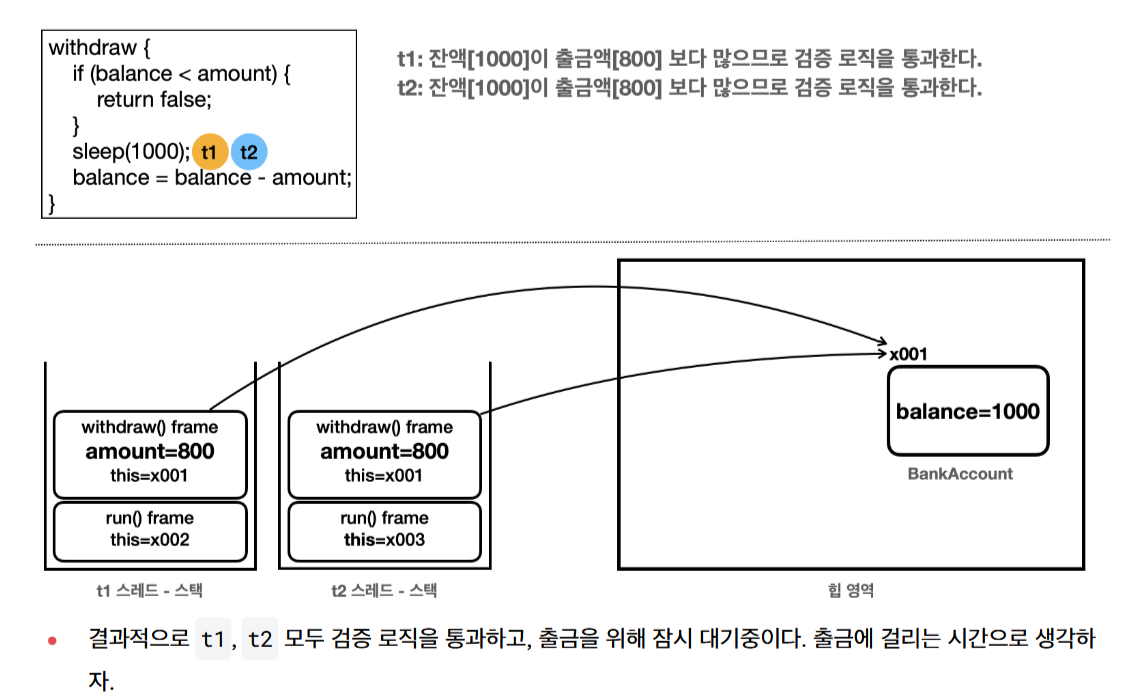 withdraw {
if (balance < amount) {
return false;
}
sleep(1000); t1 t2
balance = balance - amount;
}
t1: 잔액[1000]이 출금액[800] 보다 많으므로 검증 로직을 통과한다.
t2: 잔액[1000]이 출금액[800] 보다 많으므로 검증 로직을 통과한다.
withdraw() frame
amount=800
this=x001
run() frame
this=x002
t1 스레드 - 스택
withdraw() frame
amount=800
this=x001
run() frame
this=x003
t2 스레드 - 스택
x001
balance=1000
BankAccount
힙 영역
결과적으로 t1, t2 모두 검증 로직을 통과하고, 출금을 위해 잠시 대기중이다. 출금에 걸리는 시간으로 생각하
자.